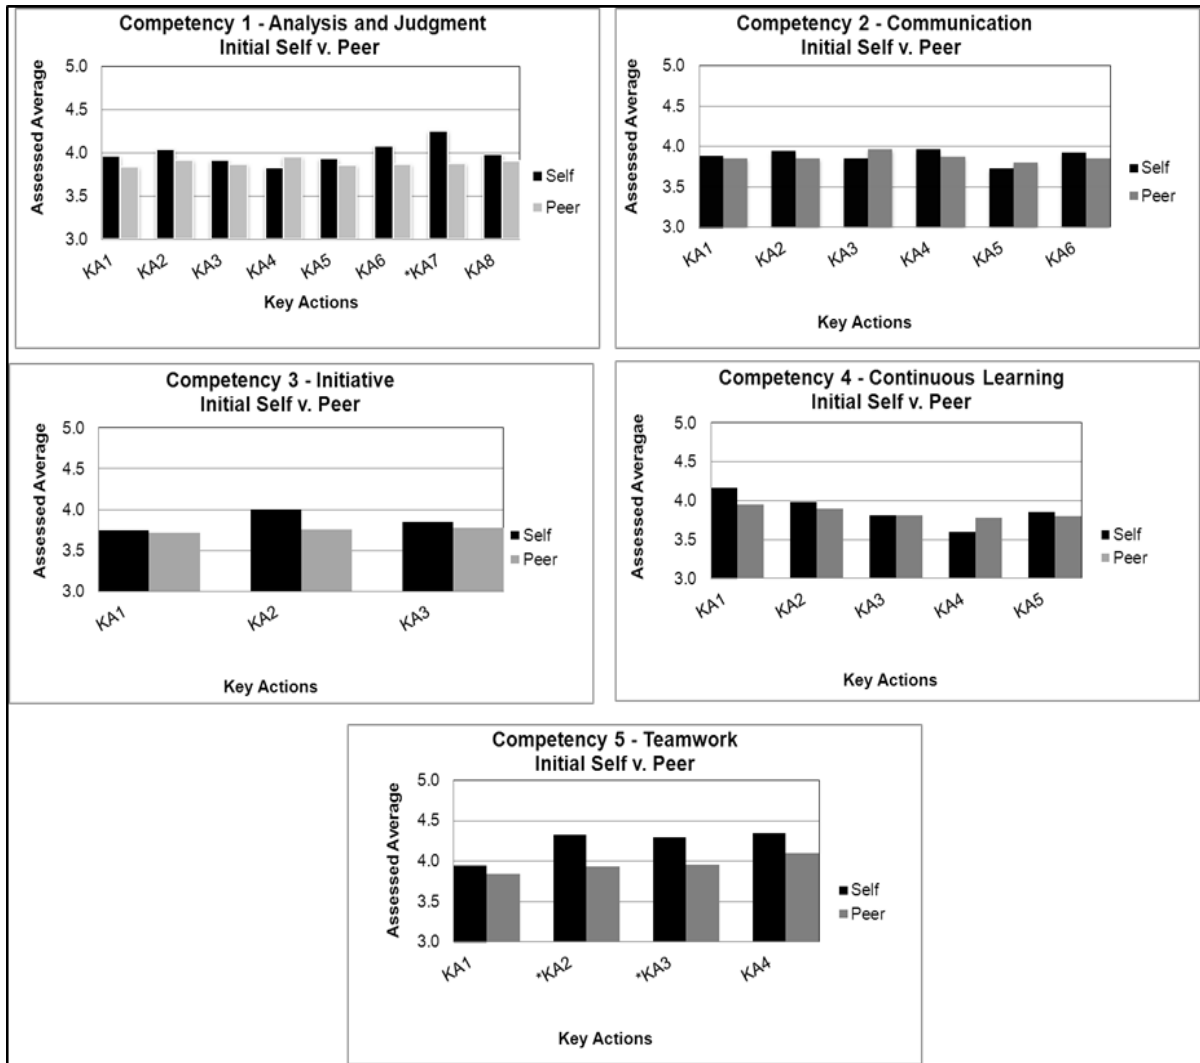 Competency 1 - Analysis and Judgment
Initial Self v. Peer
Assessed Average
5.0
4.5
4.0
3.5
3.0
KA1 KA2 KA3 KA4 KA5 KA6 *KA7 KA8
Key Actions
Self
Peer
Competency 2 - Communication
Initial Self v. Peer
Assessed Average
5.0
4.5
4.0
3.5
3.0
KA1 KA2 KA3 KA4 KA5 KA6
Key Actions
Self
Peer
Competency 3 - Initiative
Initial Self v. Peer
Assessed Average
5.0
4.5
4.0
3.5
3.0
KA1 KA2 KA3
Key Actions
Self
Peer
Competency 4 - Continuous Learning
Initial Self v. Peer
Assessed Averagae
5.0
4.5
4.0
3.5
3.0
KA1 KA2 KA3 KA4 KA5
Key Actions
Self
Peer
Competency 5 - Teamwork
Initial Self v. Peer
Assessed Average
5.0
4.5
4.0
3.5
3.0
KA1 *KA2 *KA3 KA4
Key Actions
Self
Peer